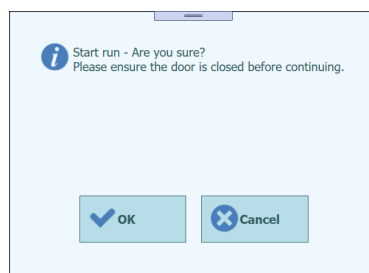 Start run - Are you sure?
Please ensure the door is closed before continuing.
OK
Cancel